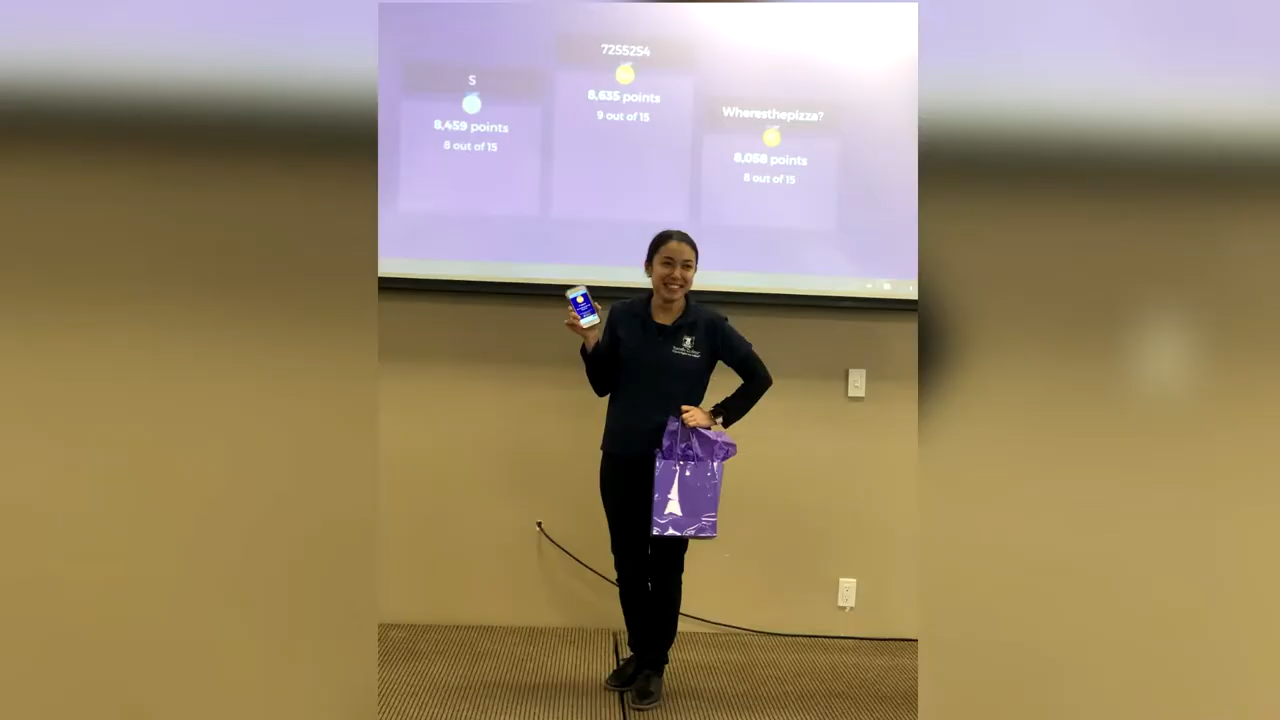 7255254
8,635 points
9 out of 15
S
8,459 points
8 out of 15
Wheresthepizza?
8,058 points
8 out of 15